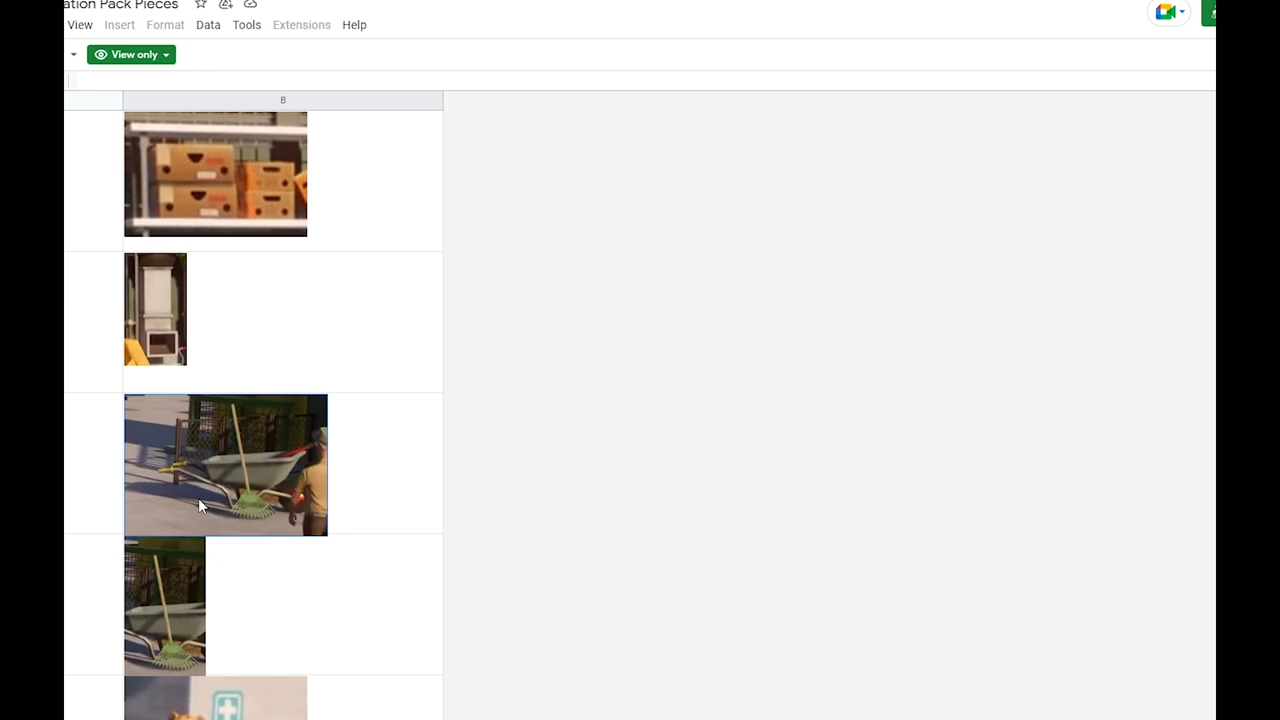 ation Pack Pieces
View Insert Format Data Tools Extensions Help
View only
B